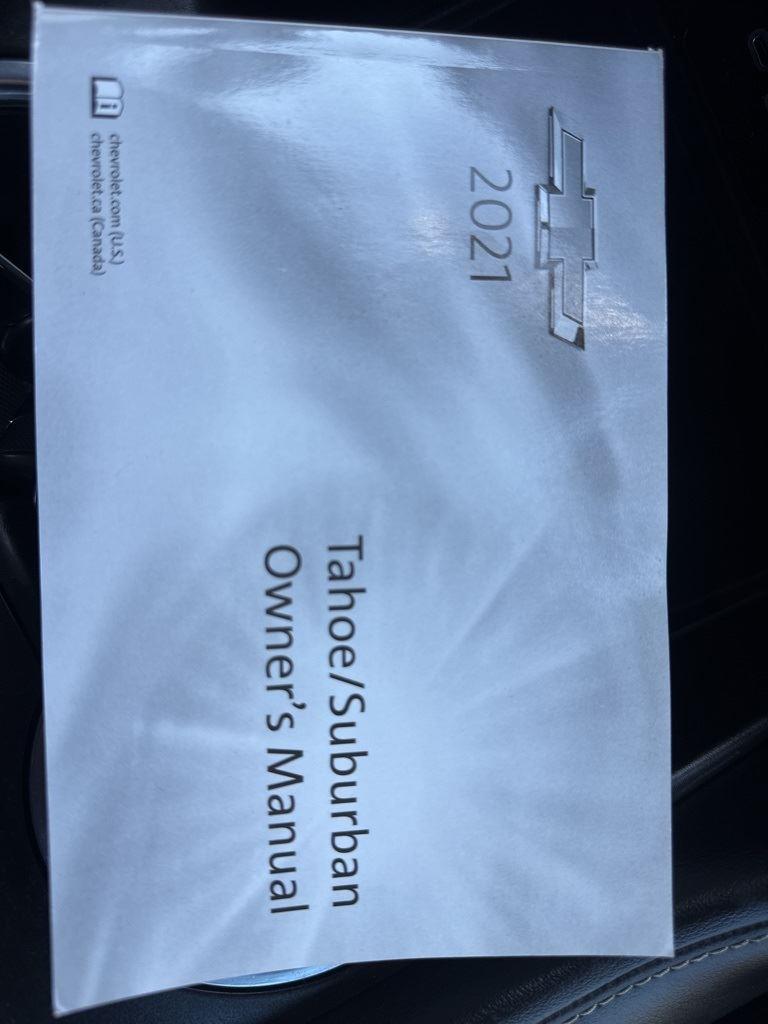 2021
Tahoe/Suburban
Owner's Manual
chevrolet.com (U.S.)
chevrolet.ca (Canada)